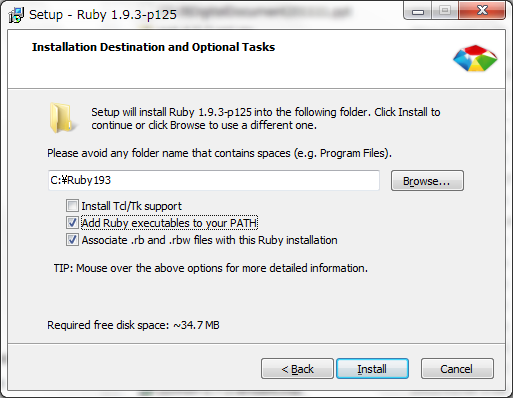 Setup - Ruby 1.9.3-p125
Installation Destination and Optional Tasks
Setup will install Ruby 1.9.3-p125 into the following folder. Click Install to
continue or click Browse to use a different one.
Please avoid any folder name that contains spaces (e.g. Program Files).
C:¥Ruby193
Browse...
Install Tcl/Tk support
Add Ruby executables to your PATH
Associate .rb and .rbw files with this Ruby installation
TIP: Mouse over the above options for more detailed information.
Required free disk space: ~34.7 MB
< Back
Install
Cancel